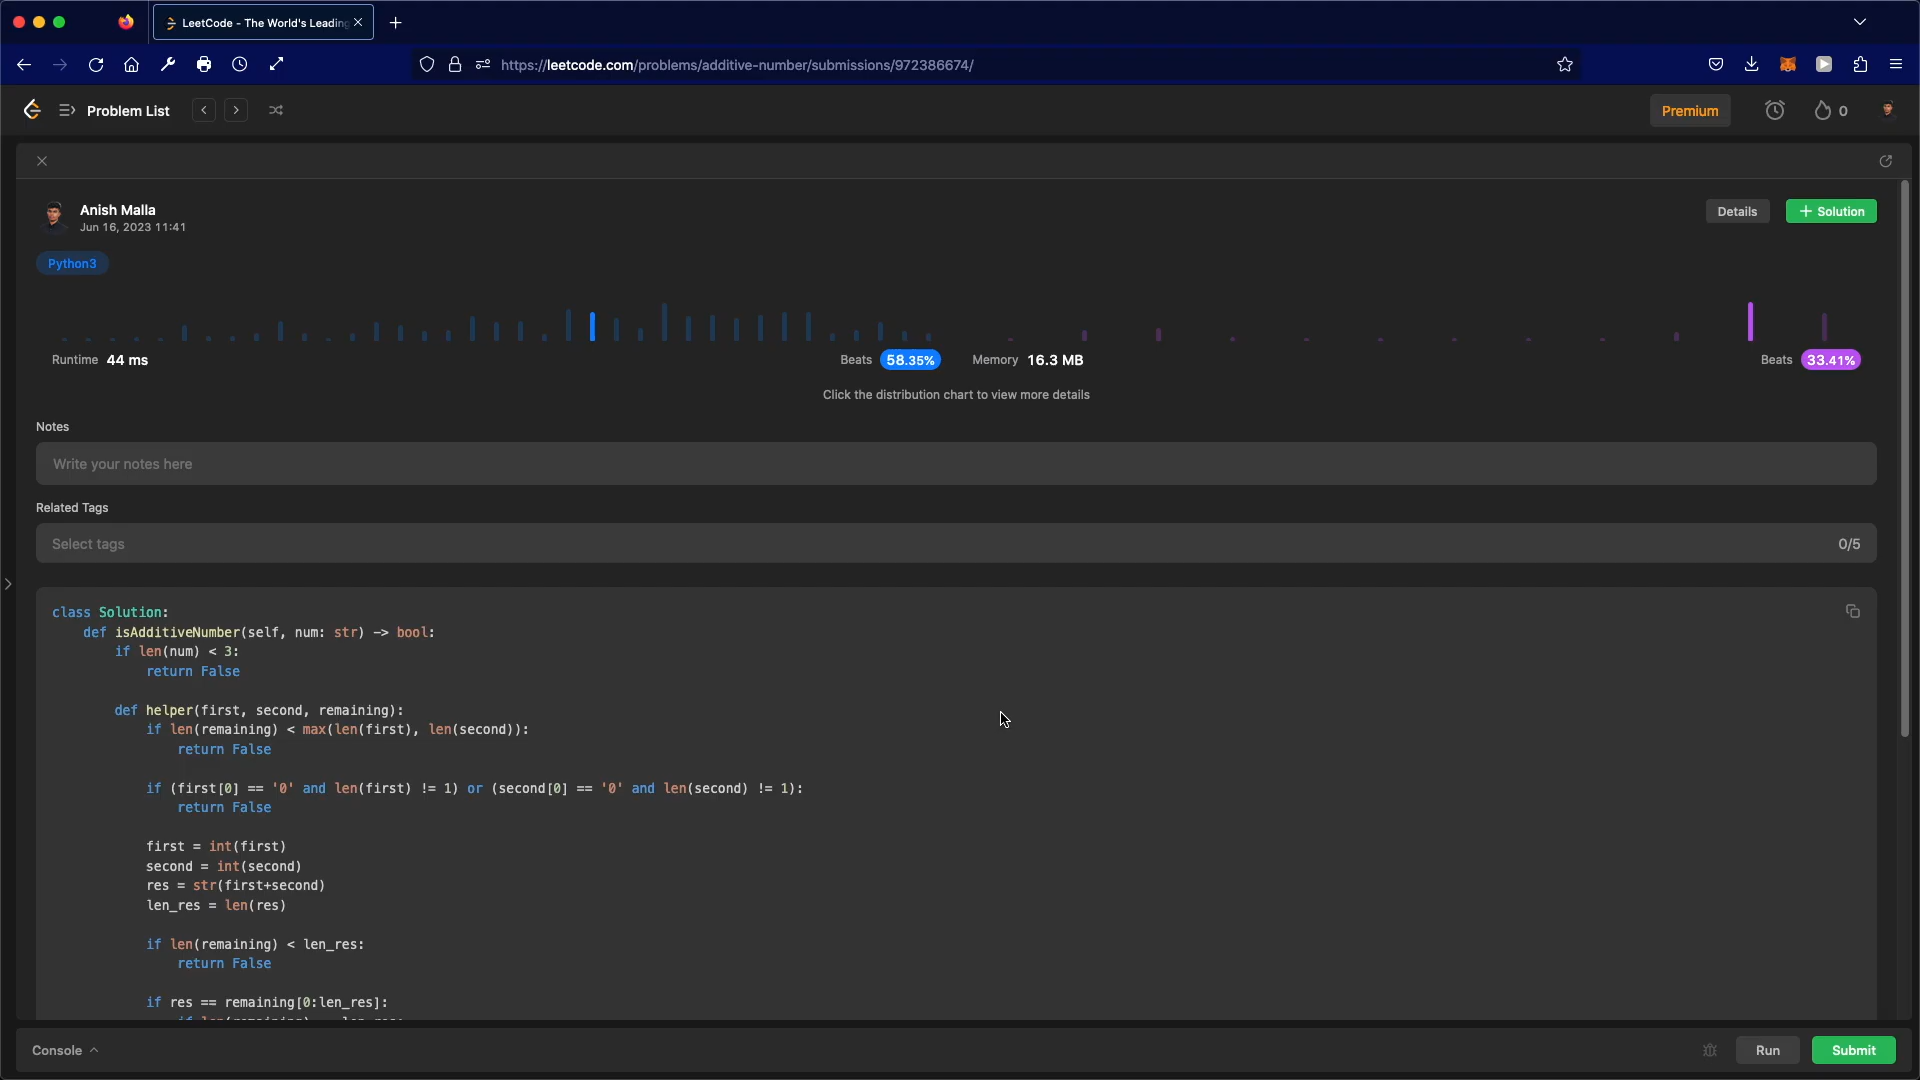 LeetCode - The World's Leading
https://leetcode.com/problems/additive-number/submissions/972386674/
Problem List
Premium
0
Anish Malla
Jun 16, 2023 11:41
Details
+ Solution
Python3
Runtime 44 ms
Beats 58.35%
Memory 16.3 MB
Beats 33.41%
Click the distribution chart to view more details
Notes
Write your notes here
Related Tags
Select tags
0/5
class Solution:
    def isAdditiveNumber(self, num: str) -> bool:
        if len(num) < 3:
            return False
        def helper(first, second, remaining):
            if len(remaining) < max(len(first), len(second)):
                return False
            if (first[0] == '0' and len(first) != 1) or (second[0] == '0' and len(second) != 1):
                return False
            first = int(first)
            second = int(second)
            res = str(first+second)
            len_res = len(res)
            if len(remaining) < len_res:
                return False
            if res == remaining[0:len_res]:
Console
Run
Submit